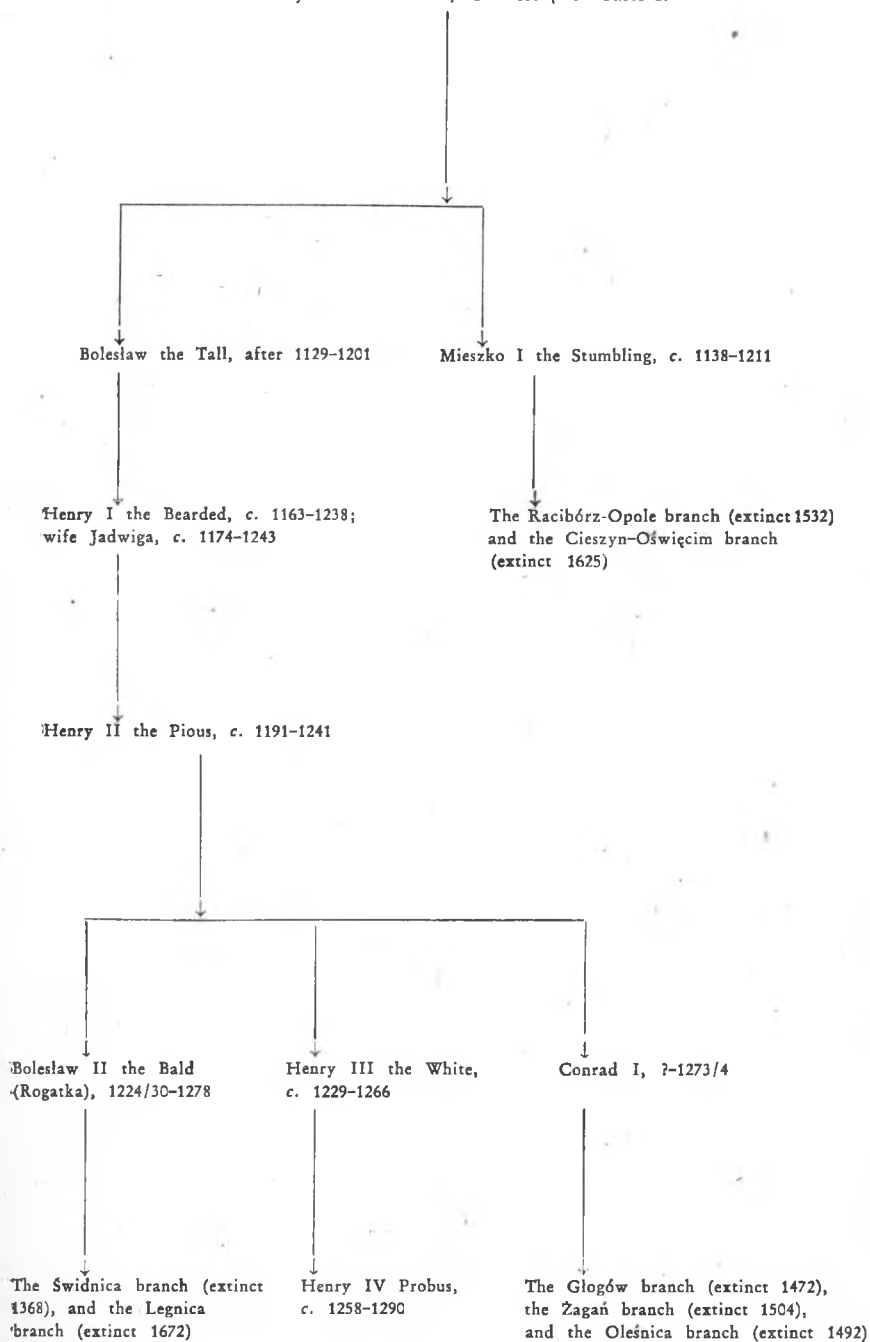 Bolesław the Tall, after 1129–1201
Mieszko I the Stumbling, c. 1138–1211
Henry I the Bearded, c. 1163–1238;
wife Jadwiga, c. 1174–1243
The Racibórz-Opole branch (extinct 1532)
and the Cieszyn–Oświęcim branch
(extinct 1625)
Henry II the Pious, c. 1191–1241
Bolesław II the Bald
(Rogatka), 1224/30–1278
Henry III the White,
c. 1229–1266
Conrad I, ?–1273/4
The Świdnica branch (extinct
1368), and the Legnica
branch (extinct 1672)
Henry IV Probus,
c. 1258–1290
The Głogów branch (extinct 1472),
the Żagań branch (extinct 1504),
and the Oleśnica branch (extinct 1492)